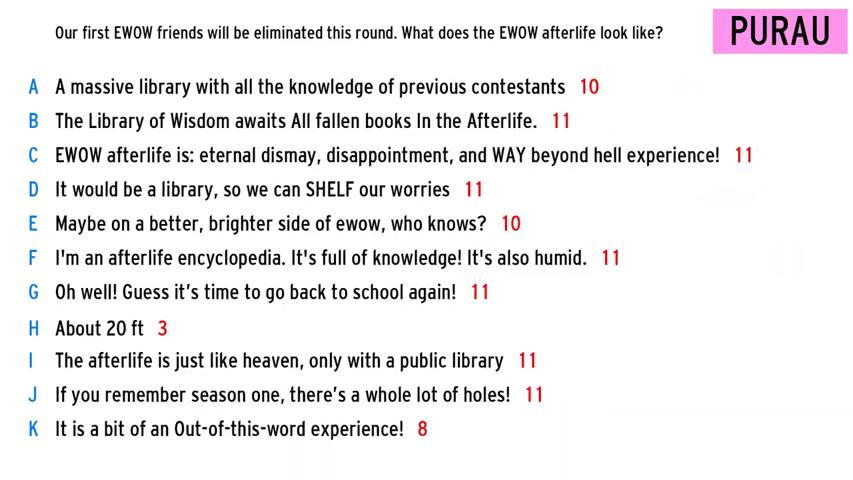 Our first EWOW friends will be eliminated this round. What does the EWOW afterlife look like?
PURAU
A A massive library with all the knowledge of previous contestants 10
B The Library of Wisdom awaits All fallen books In the Afterlife. 11
C EWOW afterlife is: eternal dismay, disappointment, and WAY beyond hell experience! 11
D It would be a library, so we can SHELF our worries 11
E Maybe on a better, brighter side of ewow, who knows? 10
F I'm an afterlife encyclopedia. It's full of knowledge! It's also humid. 11
G Oh well! Guess it’s time to go back to school again! 11
H About 20 ft 3
I The afterlife is just like heaven, only with a public library 11
J If you remember season one, there’s a whole lot of holes! 11
K It is a bit of an Out-of-this-word experience! 8